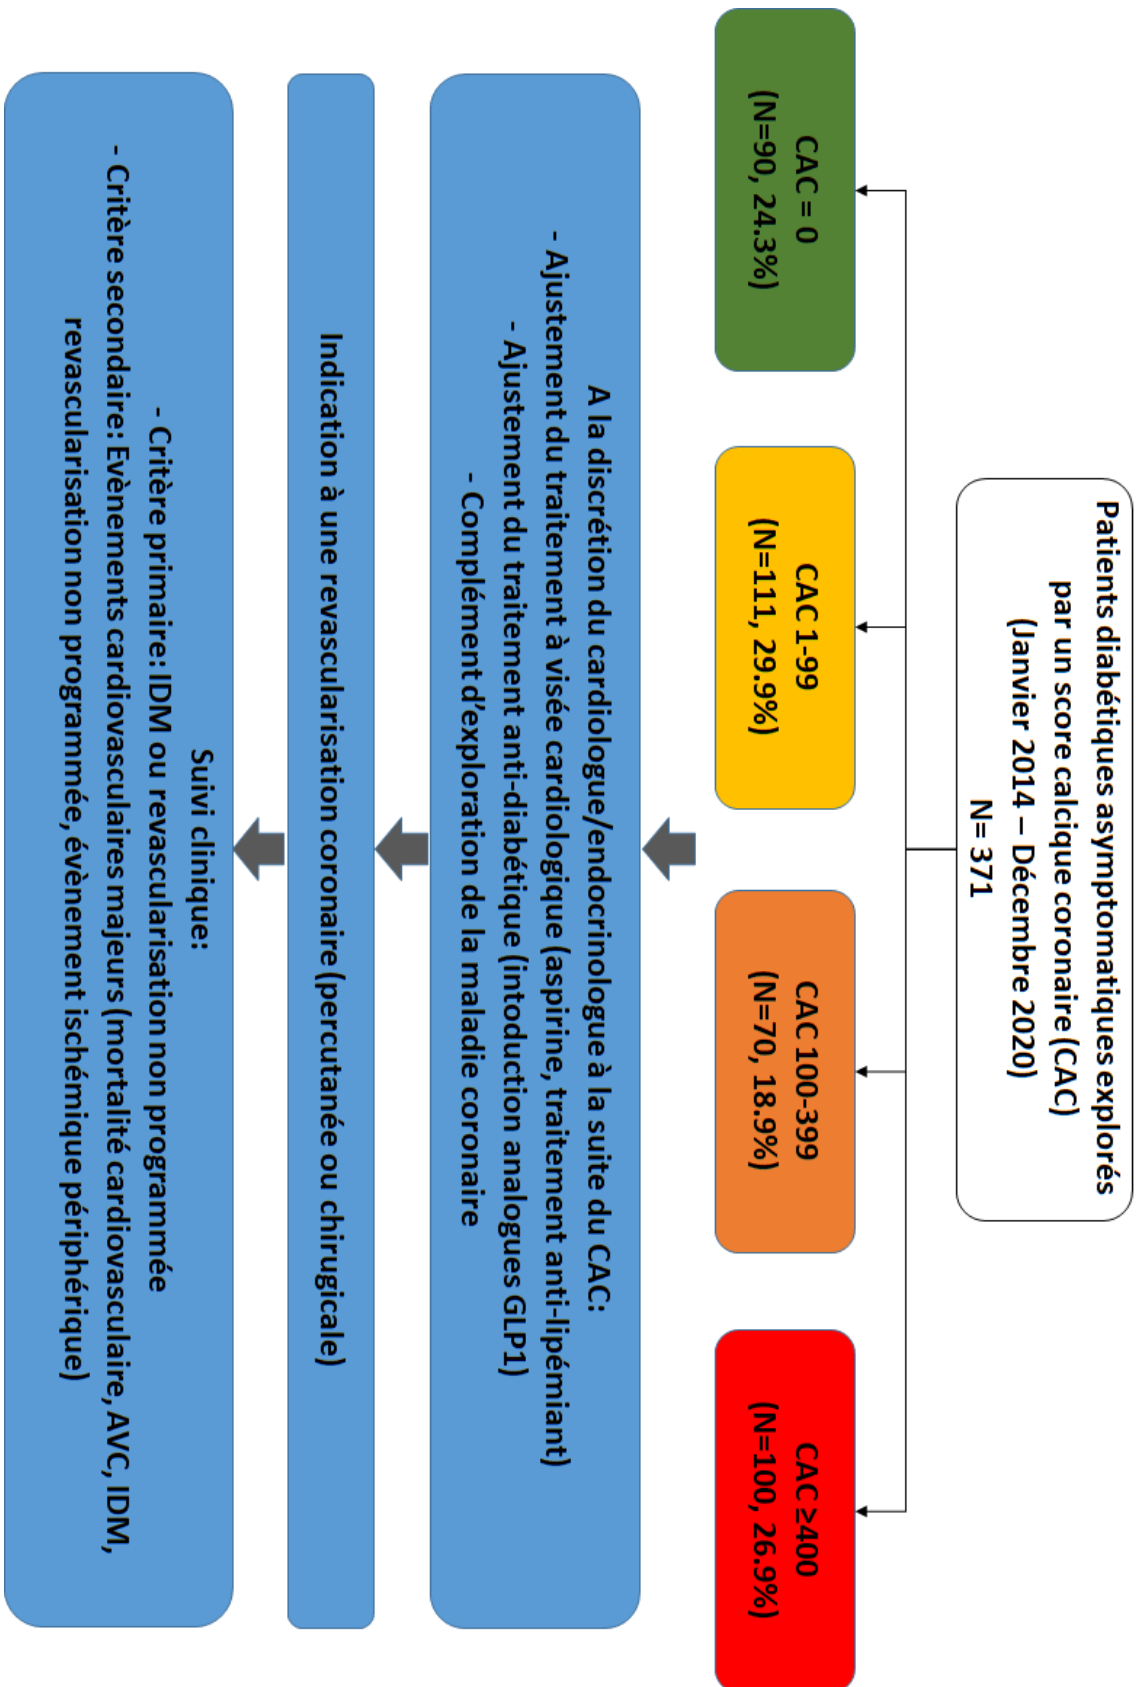 Patients diabétiques asymptomatiques explorés
par un score calcique coronaire (CAC)
(Janvier 2014 – Décembre 2020)
N= 371
CAC = 0
(N=90, 24.3%)
CAC 1-99
(N=111, 29.9%)
CAC 100-399
(N=70, 18.9%)
CAC ≥400
(N=100, 26.9%)
A la discrétion du cardiologue/endocrinologue à la suite du CAC:
- Ajustement du traitement à visée cardiologique (aspirine, traitement anti-lipémiant)
- Ajustement du traitement anti-diabétique (intoduction analogues GLP1)
- Complément d'exploration de la maladie coronaire
Indication à une revascularisation coronaire (percutanée ou chirugicale)
Suivi clinique:
- Critère primaire: IDM ou revascularisation non programmée
- Critère secondaire: Evènements cardiovasculaires majeurs (mortalité cardiovasculaire, AVC, IDM,
revascularisation non programmée, évènement ischémique périphérique)